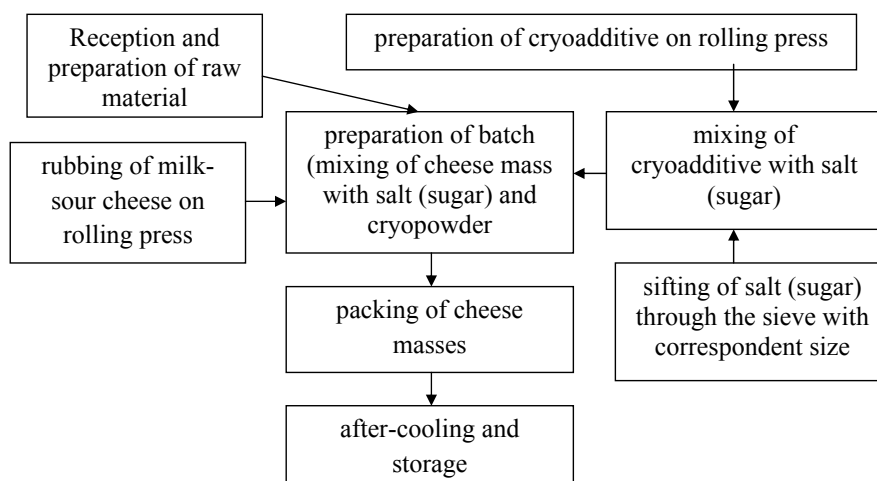 Reception and
preparation of raw
material
preparation of cryoadditive on rolling press
rubbing of milk-
sour cheese on
rolling press
preparation of batch
(mixing of cheese mass
with salt (sugar) and
cryopowder
mixing of
cryoadditive with salt
(sugar)
packing of cheese
masses
sifting of salt (sugar)
through the sieve with
correspondent size
after-cooling and
storage